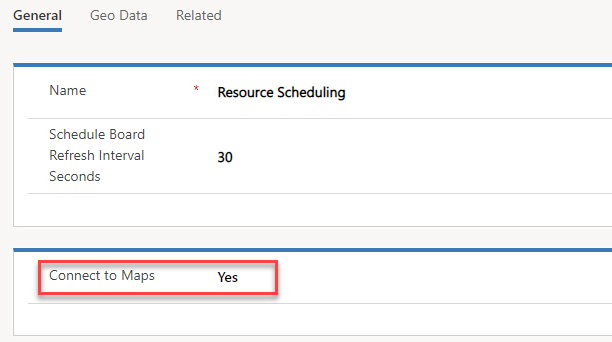 General Geo Data Related
Name * Resource Scheduling
Schedule Board
Refresh Interval 30
Seconds
Connect to Maps Yes